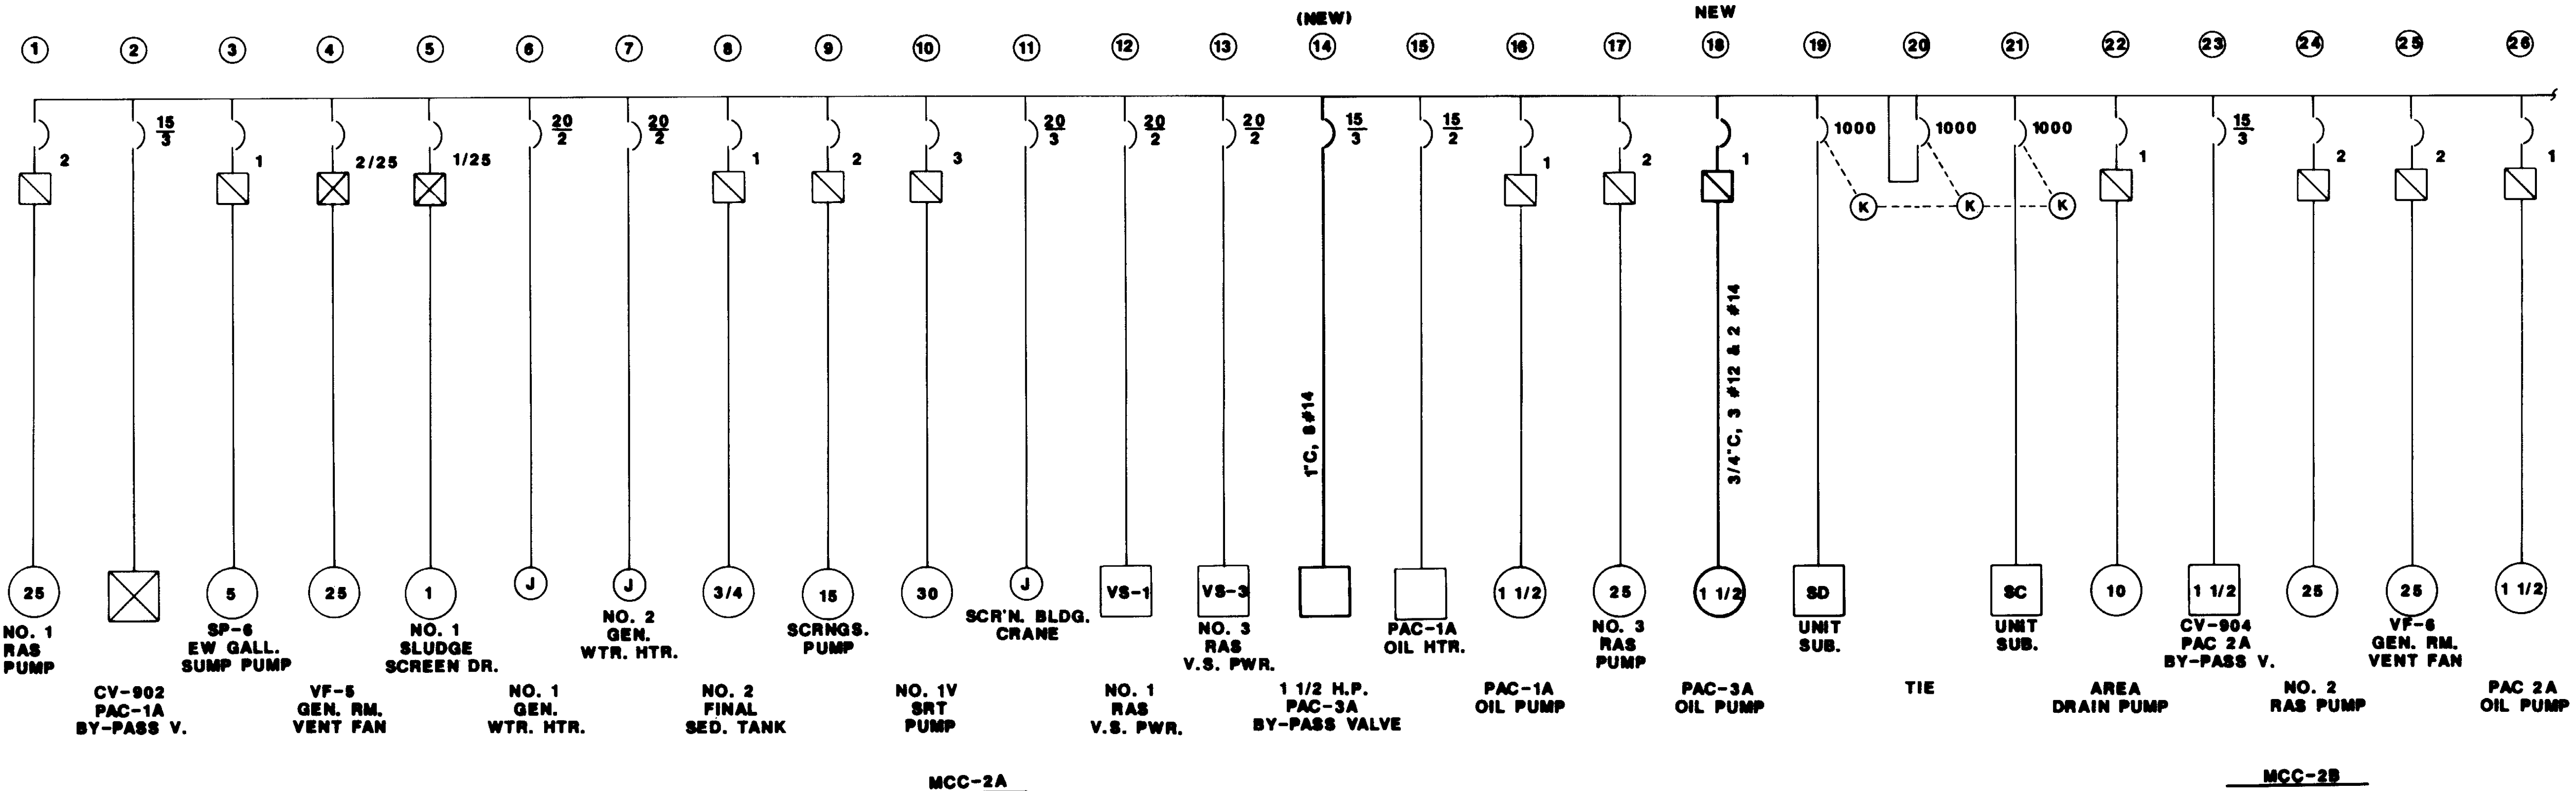 (NEW)
NEW
1 2 3 4 5 6 7 8 9 10 11 12 13 14 15 16 17 18 19 20 21 22 23 24 25 26
15/3 20/2 20/2 20/3 20/2 20/2 15/3 15/2 1000 1000 1000 15/3
2 1 2/25 1/25 1 2 3 1 2 1 1 2 2 1
K K K
1"C, 8#14
3/4"C, 3 #12 & 2 #14
25 5 25 1 J J 3/4 15 30 J VS-1 VS-3 1 1/2 25 1 1/2 SD SC 10 1 1/2 25 25 1 1/2
NO. 1
RAS
PUMP
CV-902
PAC-1A
BY-PASS V.
SP-6
EW GALL.
SUMP PUMP
VF-5
GEN. RM.
VENT FAN
NO. 1
SLUDGE
SCREEN DR.
NO. 1
GEN.
WTR. HTR.
NO. 2
GEN.
WTR. HTR.
NO. 2
FINAL
SED. TANK
SCRNGS.
PUMP
NO. 1V
SRT
PUMP
SCR'N. BLDG.
CRANE
NO. 1
RAS
V.S. PWR.
NO. 3
RAS
V.S. PWR.
1 1/2 H.P.
PAC-3A
BY-PASS VALVE
PAC-1A
OIL HTR.
PAC-1A
OIL PUMP
NO. 3
RAS
PUMP
PAC-3A
OIL PUMP
UNIT
SUB.
TIE
UNIT
SUB.
AREA
DRAIN PUMP
CV-904
PAC 2A
BY-PASS V.
NO. 2
RAS PUMP
VF-6
GEN. RM.
VENT FAN
PAC 2A
OIL PUMP
MCC-2A
MCC-2B